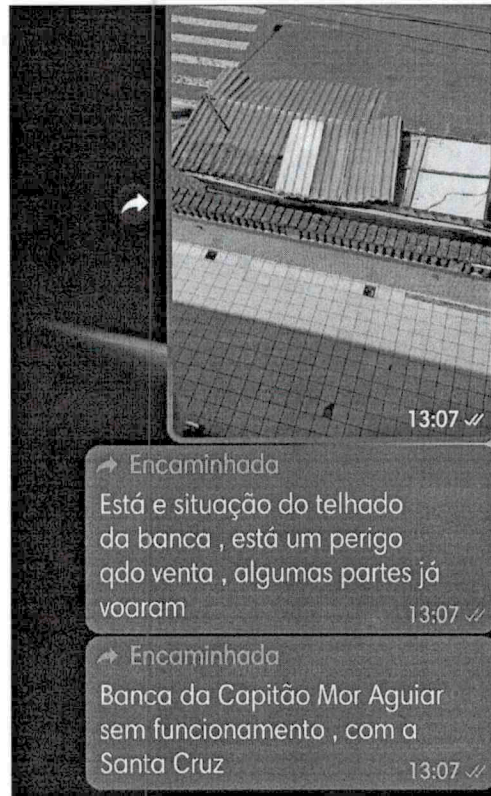 13:07
Encaminhada
Está e situação do telhado
da banca , está um perigo
qdo venta , algumas partes já
voaram
13:07
Encaminhada
Banca da Capitão Mor Aguiar
sem funcionamento , com a
Santa Cruz
13:07